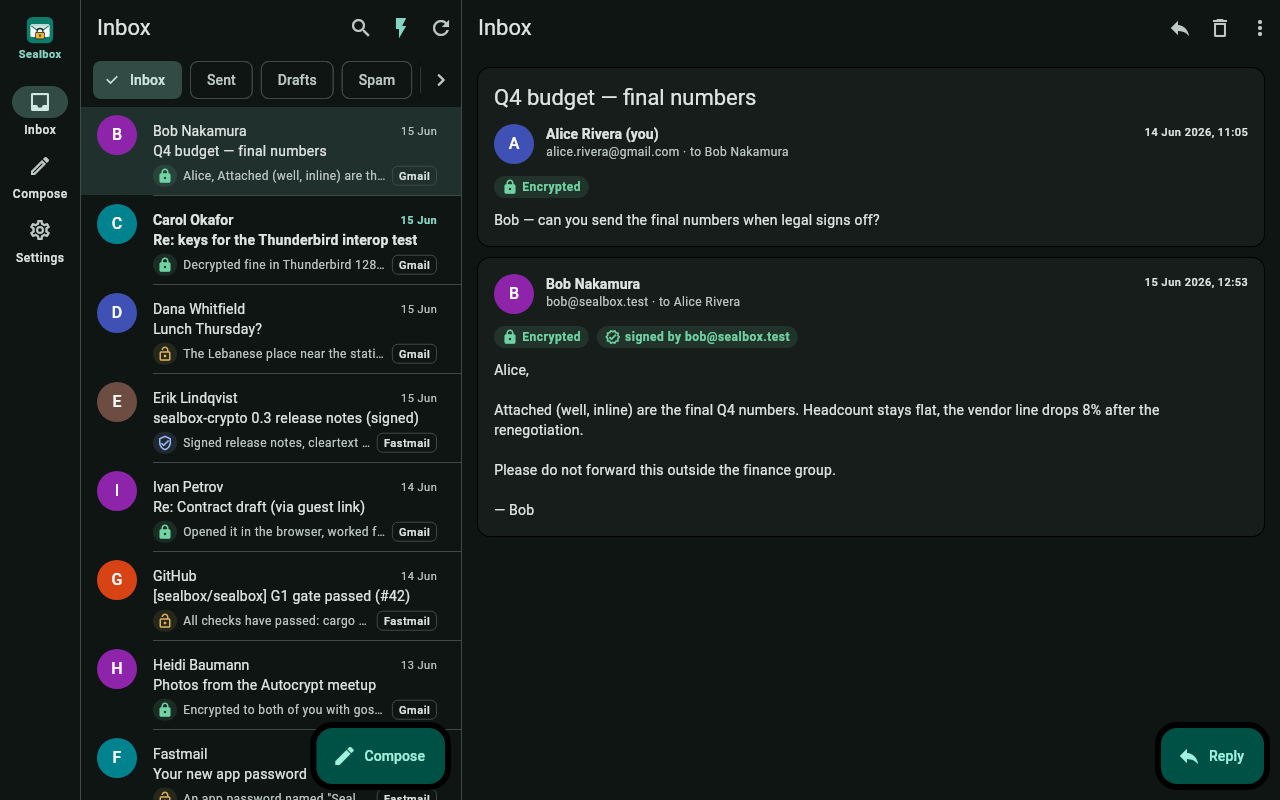 Sealbox
Inbox
Compose
Settings
Inbox
Inbox
Sent
Drafts
Spam
B
Bob Nakamura
15 Jun
Q4 budget — final numbers
Alice, Attached (well, inline) are th…
Gmail
C
Carol Okafor
15 Jun
Re: keys for the Thunderbird interop test
Decrypted fine in Thunderbird 128…
Gmail
D
Dana Whitfield
15 Jun
Lunch Thursday?
The Lebanese place near the stati…
Gmail
E
Erik Lindqvist
15 Jun
sealbox-crypto 0.3 release notes (signed)
Signed release notes, cleartext …
Fastmail
I
Ivan Petrov
14 Jun
Re: Contract draft (via guest link)
Opened it in the browser, worked f…
Gmail
G
GitHub
14 Jun
[sealbox/sealbox] G1 gate passed (#42)
All checks have passed: cargo …
Fastmail
H
Heidi Baumann
13 Jun
Photos from the Autocrypt meetup
Encrypted to both of you with gos…
Gmail
F
Fastmail
Your new app password
An app password named "Seal…
Fastmail
Compose
Inbox
Q4 budget — final numbers
A
Alice Rivera (you)
14 Jun 2026, 11:05
alice.rivera@gmail.com · to Bob Nakamura
Encrypted
Bob — can you send the final numbers when legal signs off?
B
Bob Nakamura
15 Jun 2026, 12:53
bob@sealbox.test · to Alice Rivera
Encrypted
signed by bob@sealbox.test
Alice,
Attached (well, inline) are the final Q4 numbers. Headcount stays flat, the vendor line drops 8% after the
renegotiation.
Please do not forward this outside the finance group.
— Bob
Reply